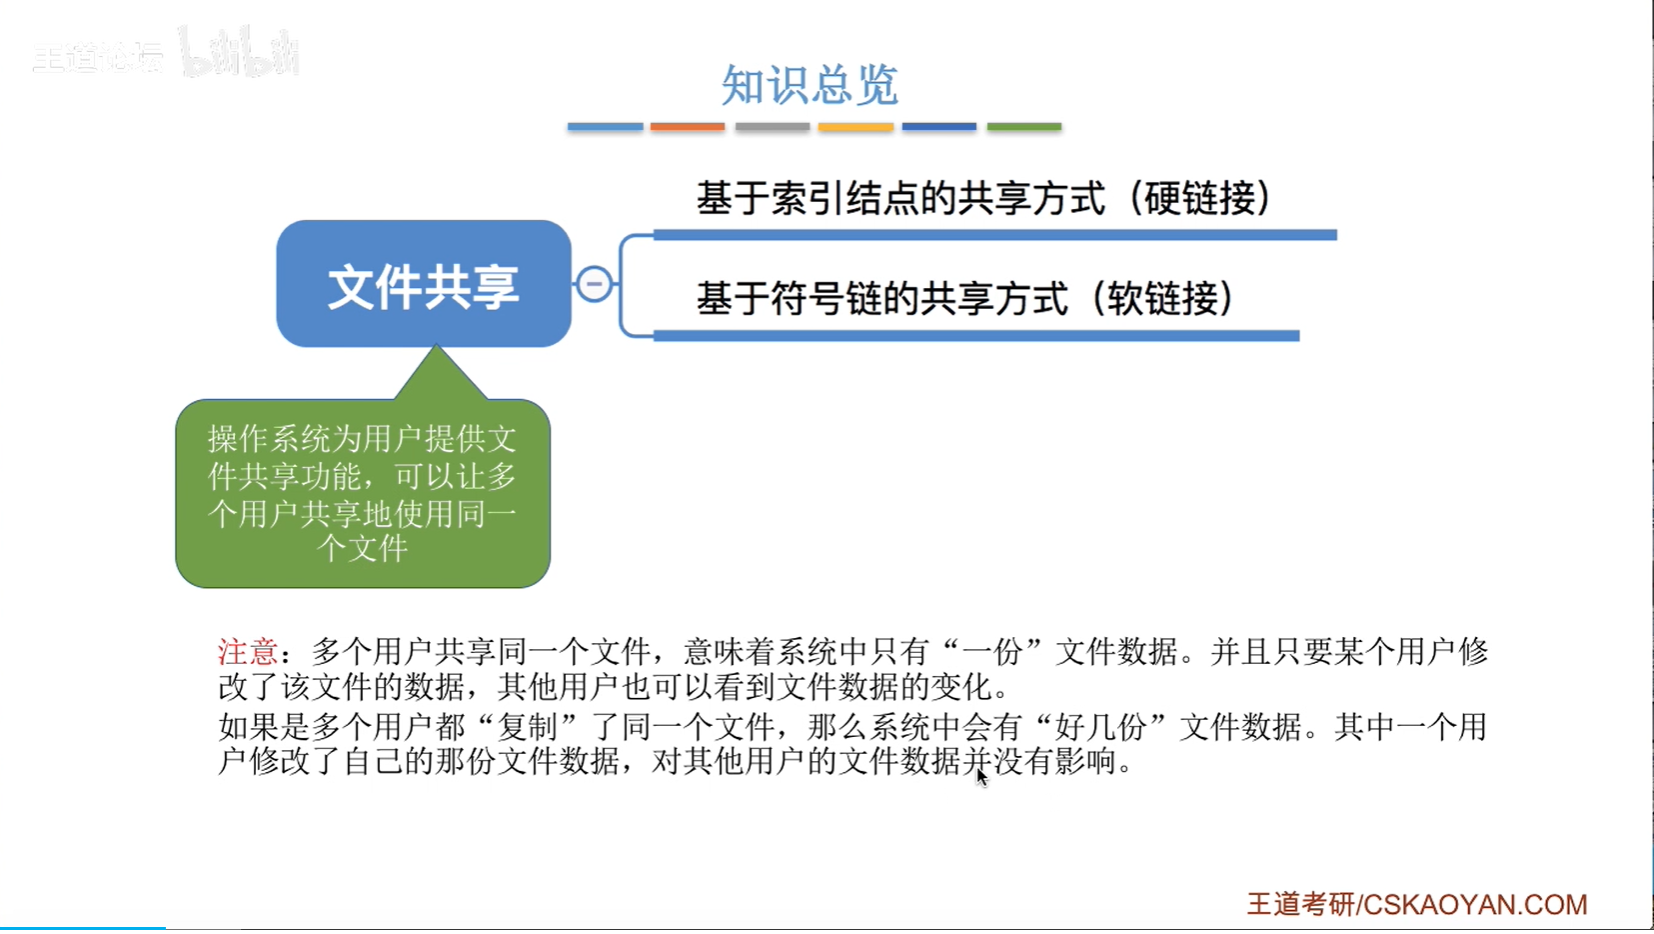 王道论坛 bilibili
知识总览
基于索引结点的共享方式（硬链接）
文件共享
基于符号链的共享方式（软链接）
操作系统为用户提供文
件共享功能，可以让多
个用户共享地使用同一
个文件
注意：多个用户共享同一个文件，意味着系统中只有“一份”文件数据。并且只要某个用户修
改了该文件的数据，其他用户也可以看到文件数据的变化。
如果是多个用户都“复制”了同一个文件，那么系统中会有“好几份”文件数据。其中一个用
户修改了自己的那份文件数据，对其他用户的文件数据并没有影响。
王道考研/CSKAOYAN.COM